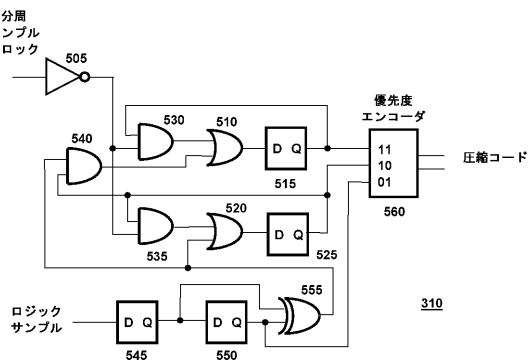 分周
ンプル
ロック
505
540
530
510
D Q
515
優先度
エンコーダ
11
10
01
560
圧縮コード
535
520
D Q
525
ロジック
サンプル
D Q
545
D Q
550
555
310